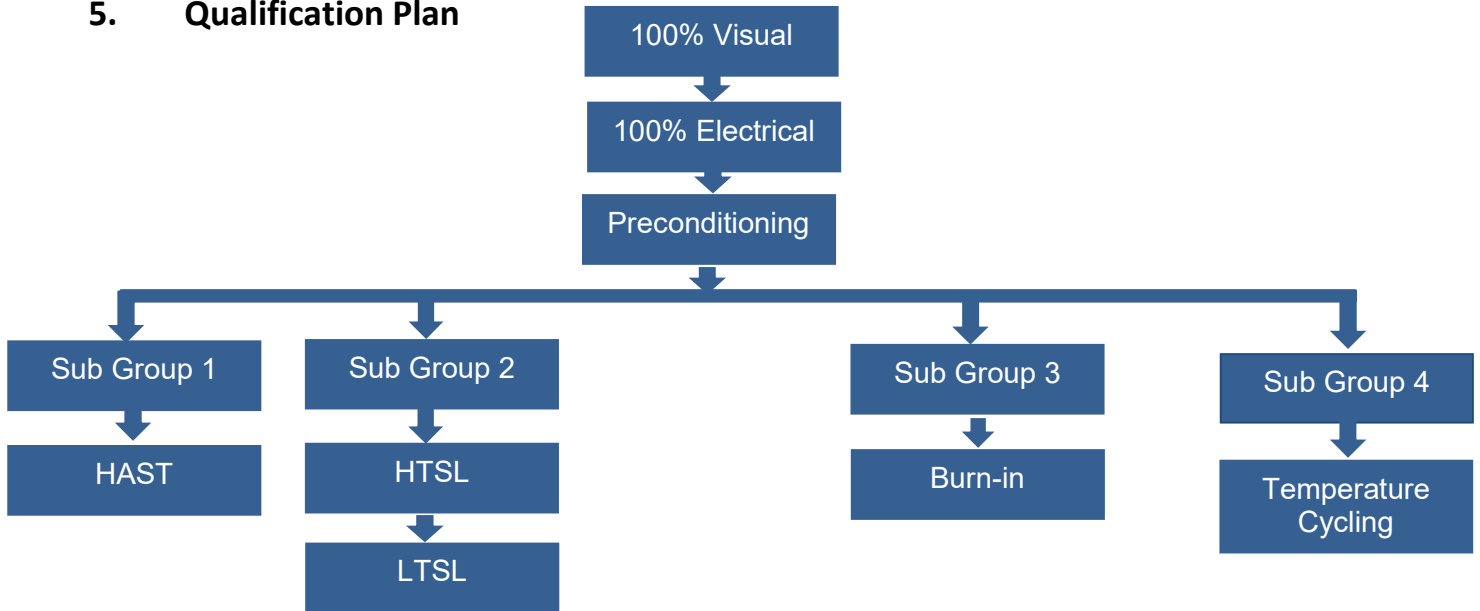 5. Qualification Plan
100% Visual
100% Electrical
Preconditioning
Sub Group 1
Sub Group 2
Sub Group 3
Sub Group 4
HAST
HTSL
Burn-in
Temperature
Cycling
LTSL